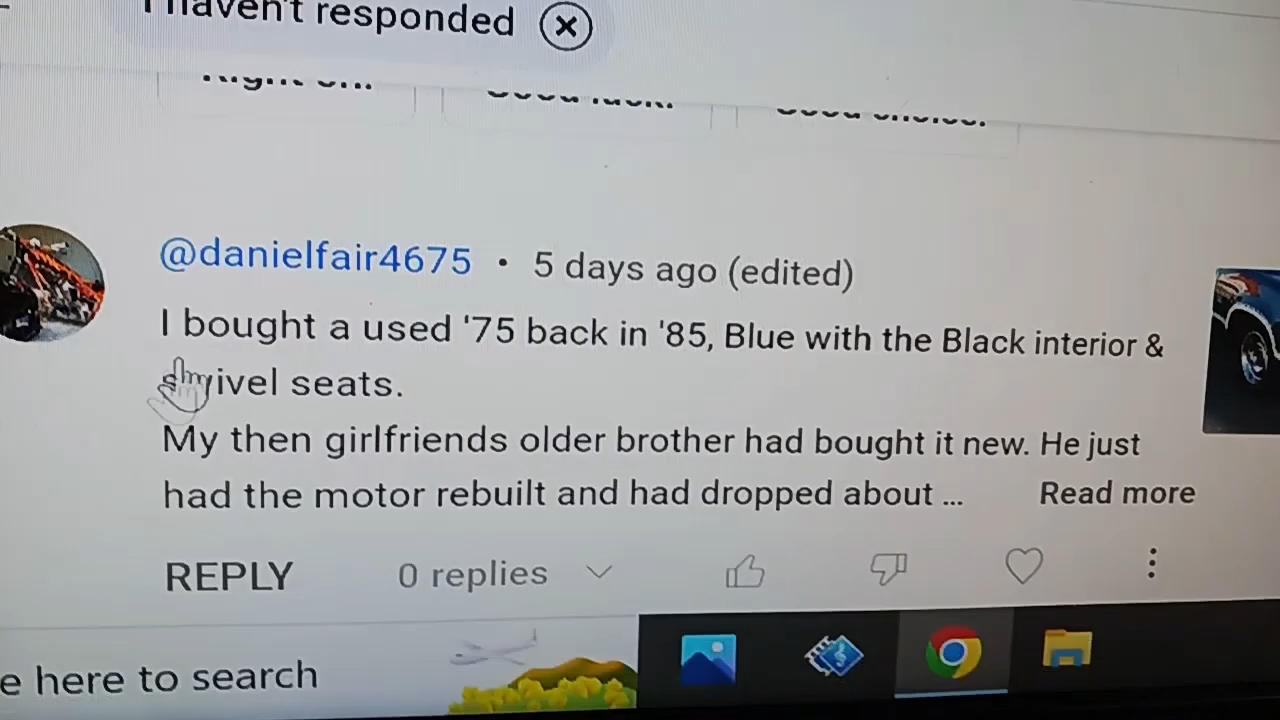 I haven't responded
@danielfair4675 • 5 days ago (edited)
I bought a used '75 back in '85, Blue with the Black interior &
swivel seats.
My then girlfriends older brother had bought it new. He just
had the motor rebuilt and had dropped about ... Read more
REPLY 0 replies
e here to search